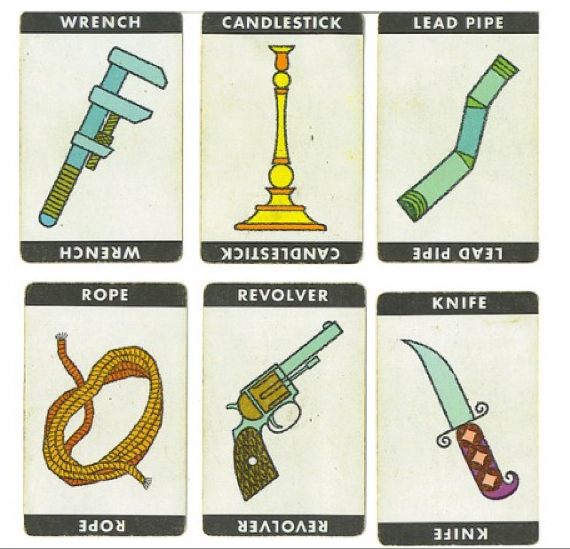 WRENCH
CANDLESTICK
LEAD PIPE
WRENCH
CANDLESTICK
LEAD PIPE
ROPE
REVOLVER
KNIFE
ROPE
REVOLVER
KNIFE